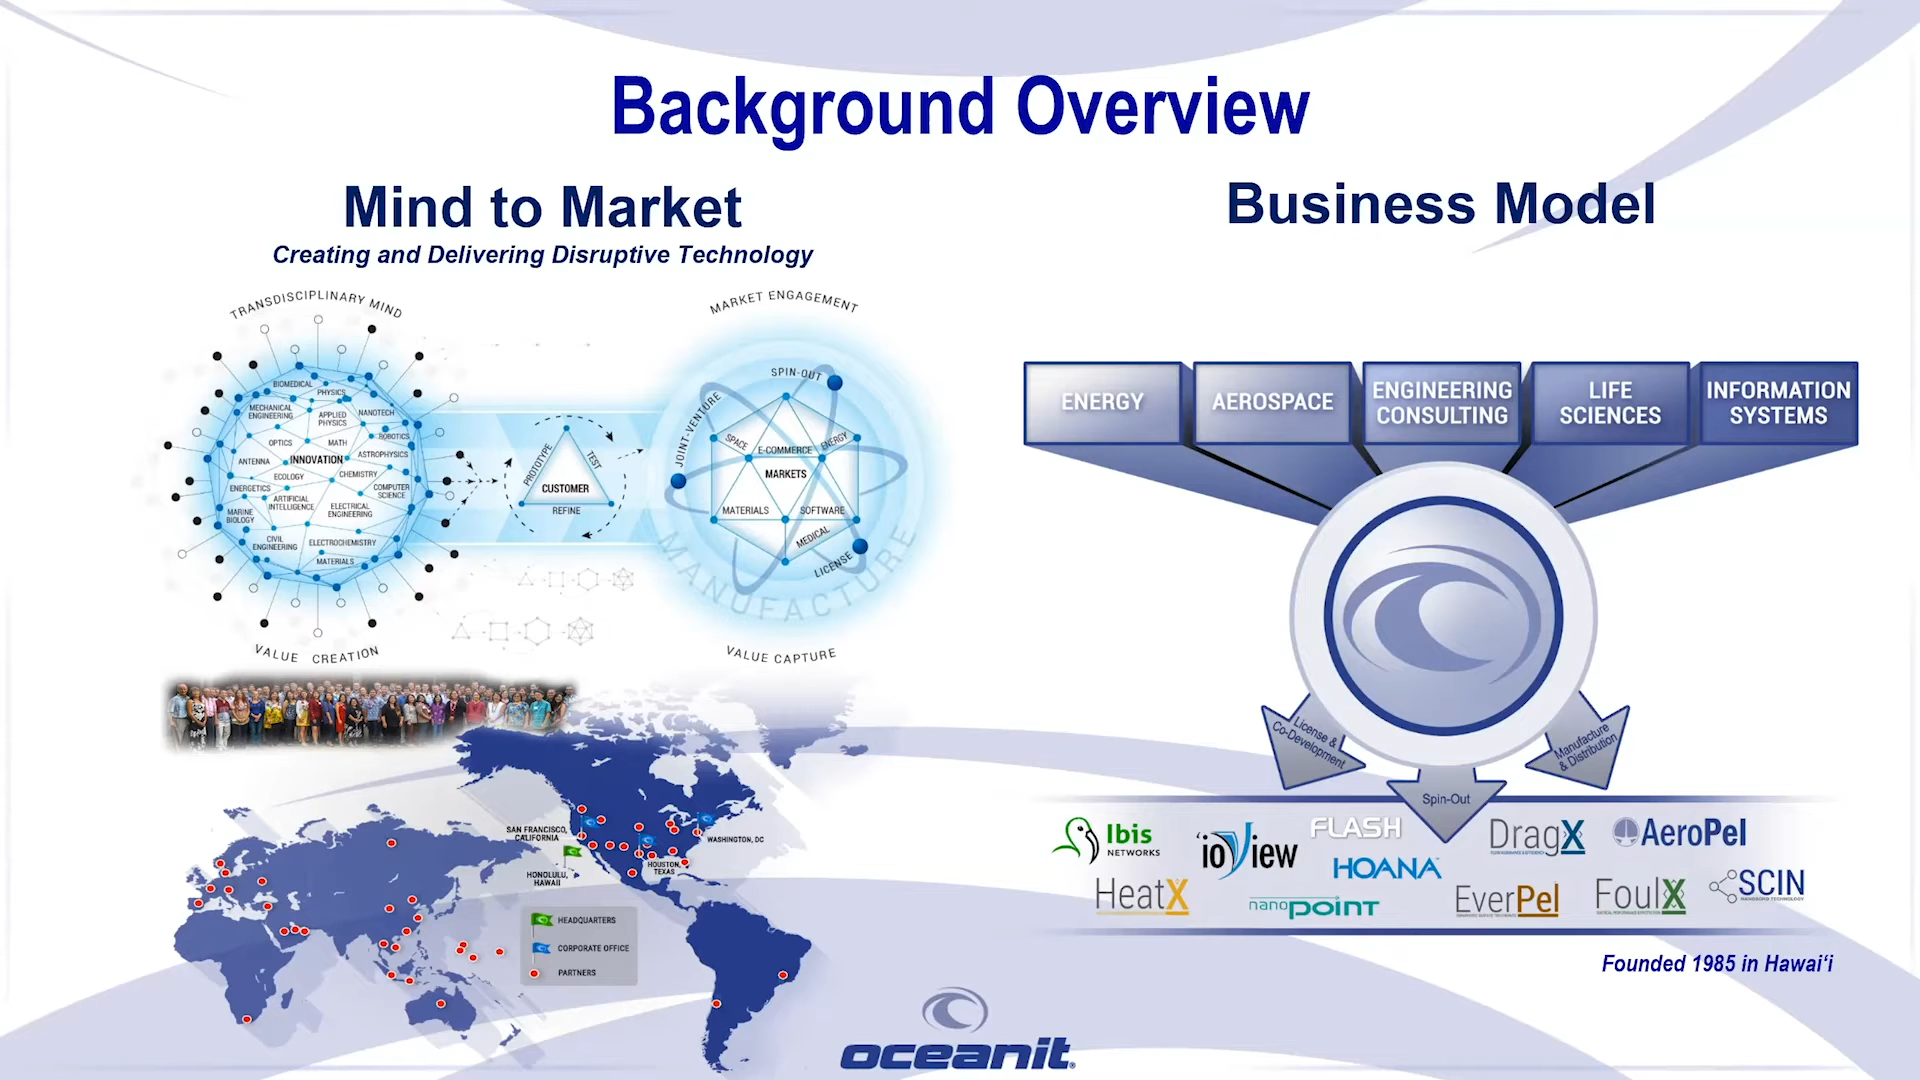 Background Overview
Mind to Market
Creating and Delivering Disruptive Technology
TRANSDISCIPLINARY MIND
BIOMEDICAL
PHYSICS
MECHANICAL
ENGINEERING
APPLIED
PHYSICS
NANOTECH
OPTICS
MATH
ROBOTICS
ANTENNA
INNOVATION
ASTROPHYSICS
ECOLOGY
CHEMISTRY
ENERGETICS
COMPUTER
SCIENCE
ARTIFICIAL
INTELLIGENCE
ELECTRICAL
ENGINEERING
MARINE
BIOLOGY
CIVIL
ENGINEERING
ELECTROCHEMISTRY
MATERIALS
VALUE CREATION
PROTOTYPE
TEST
CUSTOMER
REFINE
MARKET ENGAGEMENT
SPIN-OUT
JOINT-VENTURE
SPACE
E-COMMERCE
ENERGY
MARKETS
MATERIALS
SOFTWARE
MEDICAL
LICENSE
MANUFACTURE
VALUE CAPTURE
SAN FRANCISCO,
CALIFORNIA
WASHINGTON, DC
HONOLULU,
HAWAII
HOUSTON,
TEXAS
HEADQUARTERS
CORPORATE OFFICE
PARTNERS
Business Model
ENERGY
AEROSPACE
ENGINEERING
CONSULTING
LIFE
SCIENCES
INFORMATION
SYSTEMS
License &
Co-Development
Spin-Out
Manufacture
& Distribution
Ibis
NETWORKS
ioView
FLASH
HOANA
DragX
AeroPel
HeatX
nanopoint
EverPel
FoulX
SCIN
Founded 1985 in Hawai‘i
oceanit